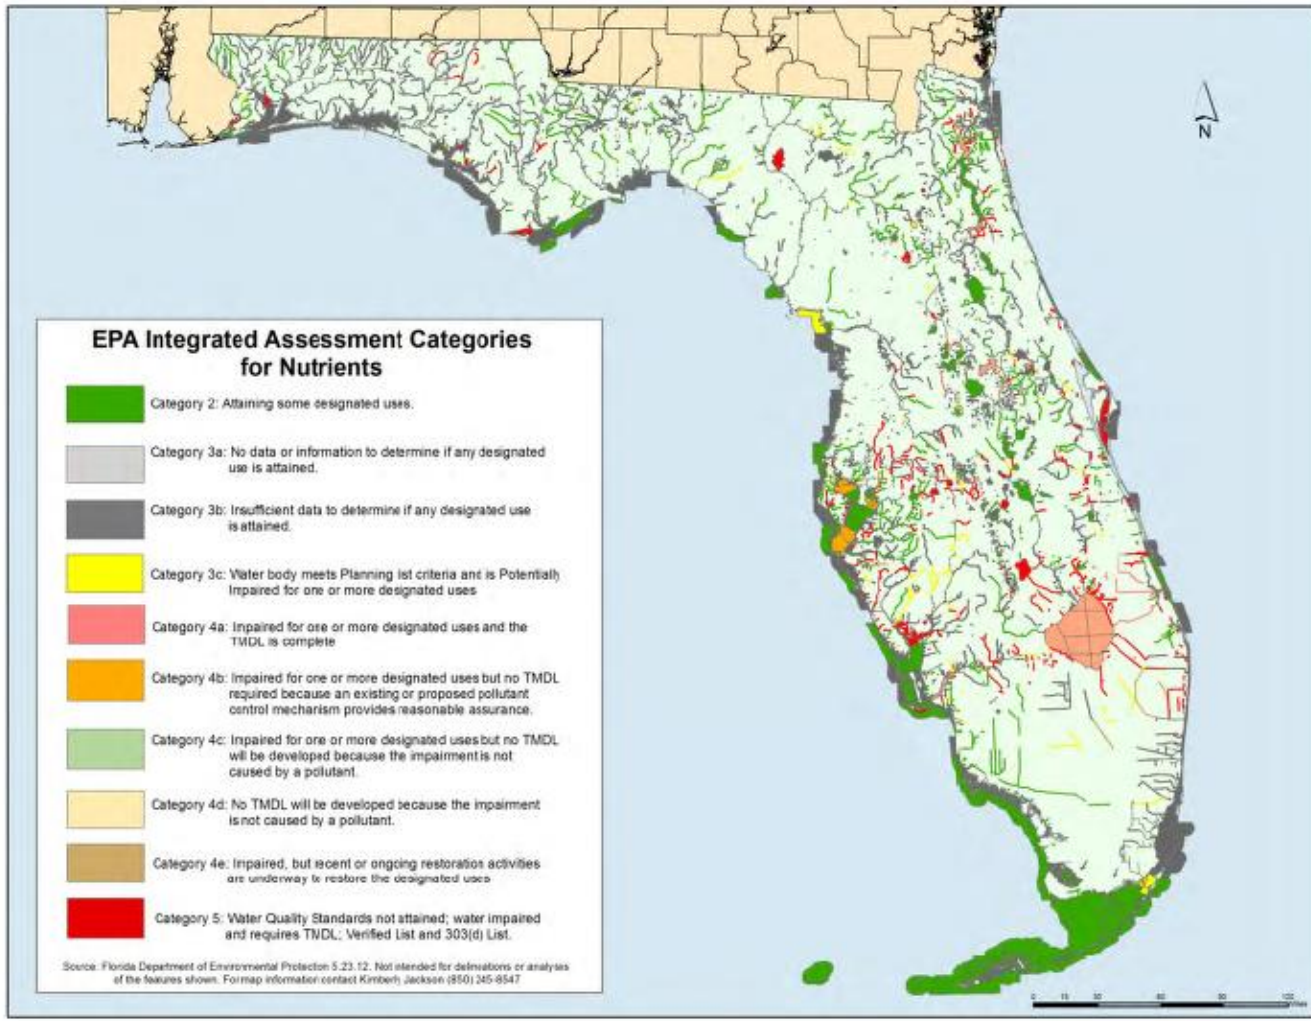 N
EPA Integrated Assessment Categories
for Nutrients
Category 2: Attaining some designated uses.
Category 3a: No data or information to determine if any designated
use is attained.
Category 3b: Insufficient data to determine if any designated use
is attained.
Category 3c: Water body meets Planning list criteria and is Potentially
Impaired for one or more designated uses
Category 4a: Impaired for one or more designated uses and the
TMDL is complete
Category 4b: Impaired for one or more designated uses but no TMDL
required because an existing or proposed pollutant
control mechanism provides reasonable assurance.
Category 4c: Impaired for one or more designated uses but no TMDL
will be developed because the impairment is not
caused by a pollutant.
Category 4d: No TMDL will be developed because the impairment
is not caused by a pollutant.
Category 4e: Impaired, but recent or ongoing restoration activities
are underway to restore the designated uses
Category 5: Water Quality Standards not attained; water impaired
and requires TMDL; Verified List and 303(d) List.
Source: Florida Department of Environmental Protection 5.23.12. Not intended for delineations or analyses
of the features shown. For map information contact Kimberly Jackson (850) 245-8547
0